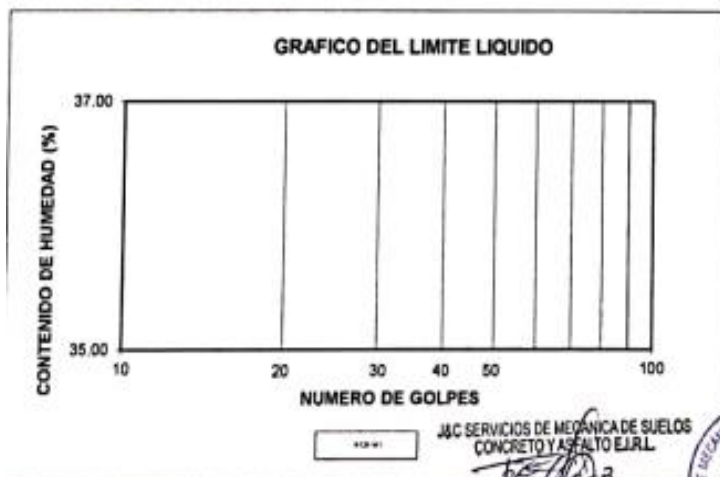 GRAFICO DEL LIMITE LIQUIDO
CONTENIDO DE HUMEDAD (%)
37.00
35.00
10 20 30 40 50 100
NUMERO DE GOLPES
J&C SERVICIOS DE MECÁNICA DE SUELOS
CONCRETO Y ASFALTO E.I.R.L.